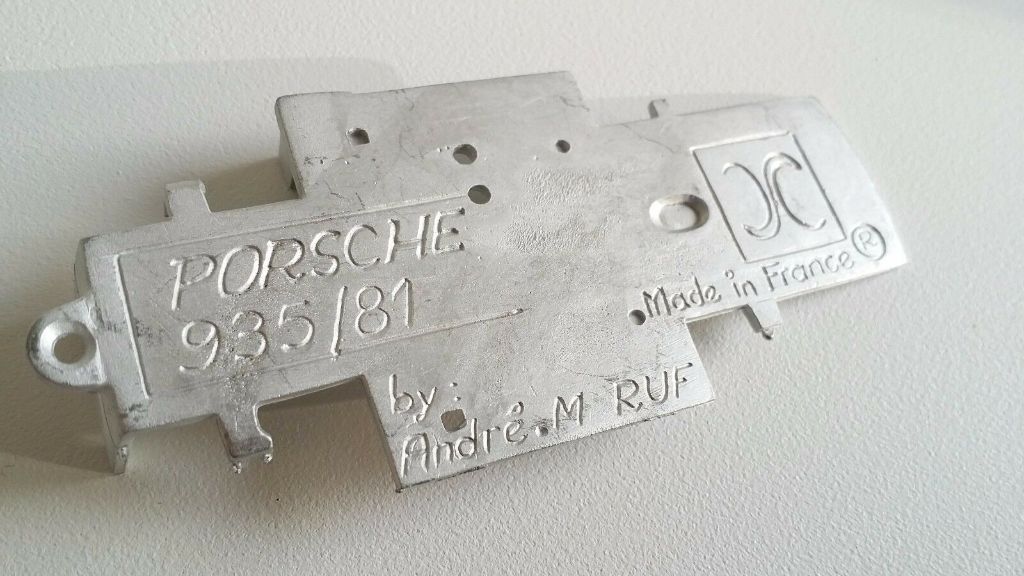 PORSCHE
935/81
by:
André.M RUF
Made in France ®